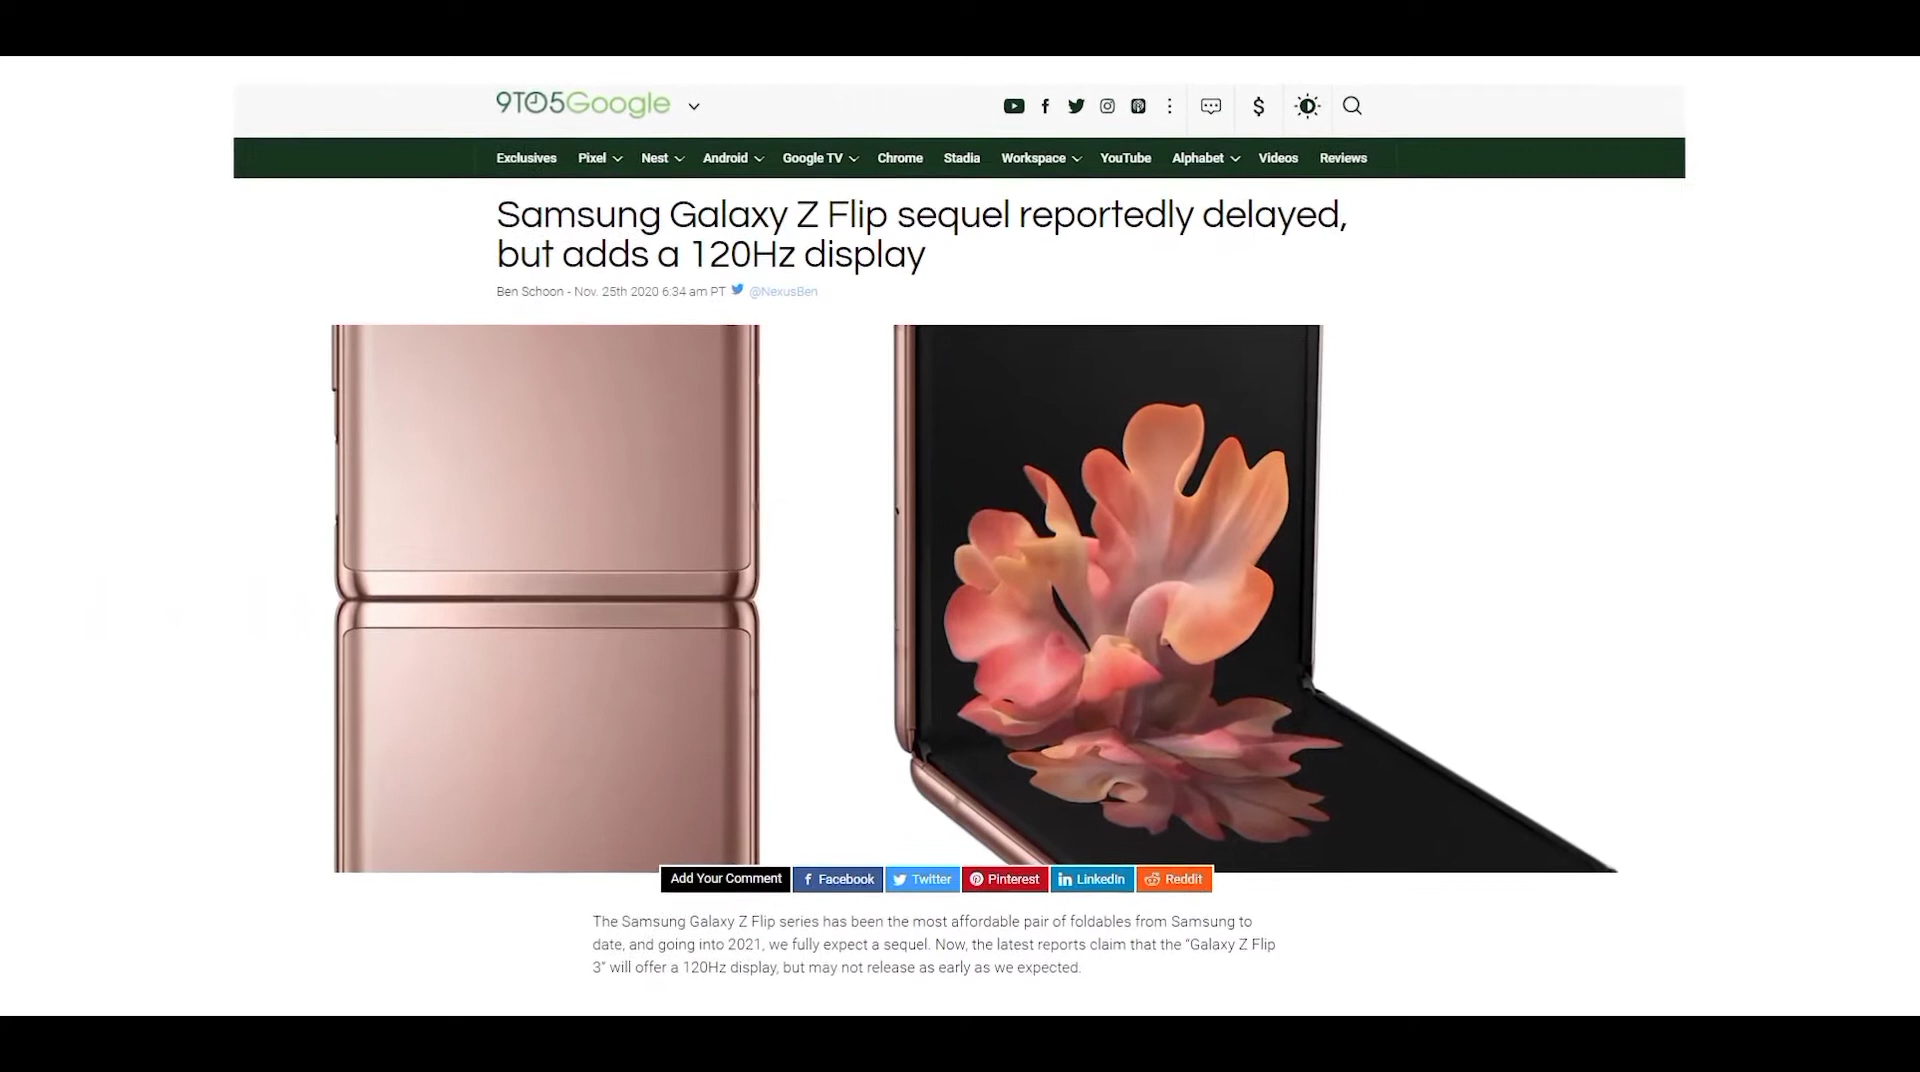 9TO5Google
Exclusives Pixel Nest Android Google TV Chrome Stadia Workspace YouTube Alphabet Videos Reviews
Samsung Galaxy Z Flip sequel reportedly delayed,
but adds a 120Hz display
Ben Schoon - Nov. 25th 2020 6:34 am PT @NexusBen
Add Your Comment Facebook Twitter Pinterest LinkedIn Reddit
The Samsung Galaxy Z Flip series has been the most affordable pair of foldables from Samsung to
date, and going into 2021, we fully expect a sequel. Now, the latest reports claim that the “Galaxy Z Flip
3” will offer a 120Hz display, but may not release as early as we expected.